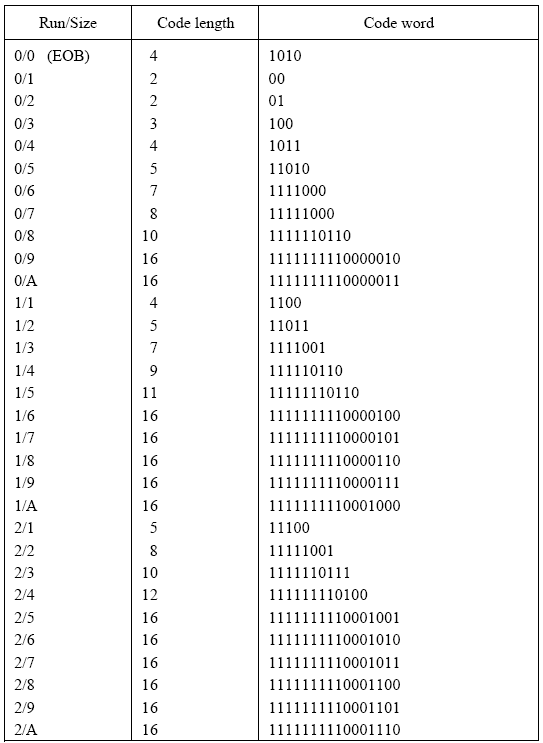 Run/Size Code length Code word
0/0 (EOB) 4 1010
0/1 2 00
0/2 2 01
0/3 3 100
0/4 4 1011
0/5 5 11010
0/6 7 1111000
0/7 8 11111000
0/8 10 1111110110
0/9 16 1111111110000010
0/A 16 1111111110000011
1/1 4 1100
1/2 5 11011
1/3 7 1111001
1/4 9 111110110
1/5 11 11111110110
1/6 16 1111111110000100
1/7 16 1111111110000101
1/8 16 1111111110000110
1/9 16 1111111110000111
1/A 16 1111111110001000
2/1 5 11100
2/2 8 11111001
2/3 10 1111110111
2/4 12 111111110100
2/5 16 1111111110001001
2/6 16 1111111110001010
2/7 16 1111111110001011
2/8 16 1111111110001100
2/9 16 1111111110001101
2/A 16 1111111110001110